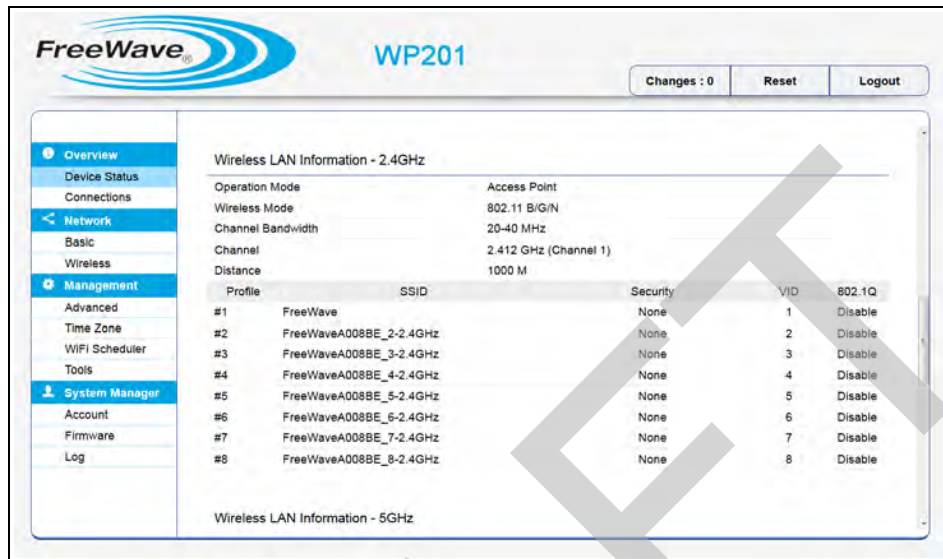 FreeWave®
WP201
Changes : 0 Reset Logout
Overview
Device Status
Connections
Network
Basic
Wireless
Management
Advanced
Time Zone
WiFi Scheduler
Tools
System Manager
Account
Firmware
Log
Wireless LAN Information - 2.4GHz
Operation Mode Access Point
Wireless Mode 802.11 B/G/N
Channel Bandwidth 20-40 MHz
Channel 2.412 GHz (Channel 1)
Distance 1000 M
Profile SSID Security VID 802.1Q
#1 FreeWave None 1 Disable
#2 FreeWaveA008BE_2-2.4GHz None 2 Disable
#3 FreeWaveA008BE_3-2.4GHz None 3 Disable
#4 FreeWaveA008BE_4-2.4GHz None 4 Disable
#5 FreeWaveA008BE_5-2.4GHz None 5 Disable
#6 FreeWaveA008BE_6-2.4GHz None 6 Disable
#7 FreeWaveA008BE_7-2.4GHz None 7 Disable
#8 FreeWaveA008BE_8-2.4GHz None 8 Disable
Wireless LAN Information - 5GHz